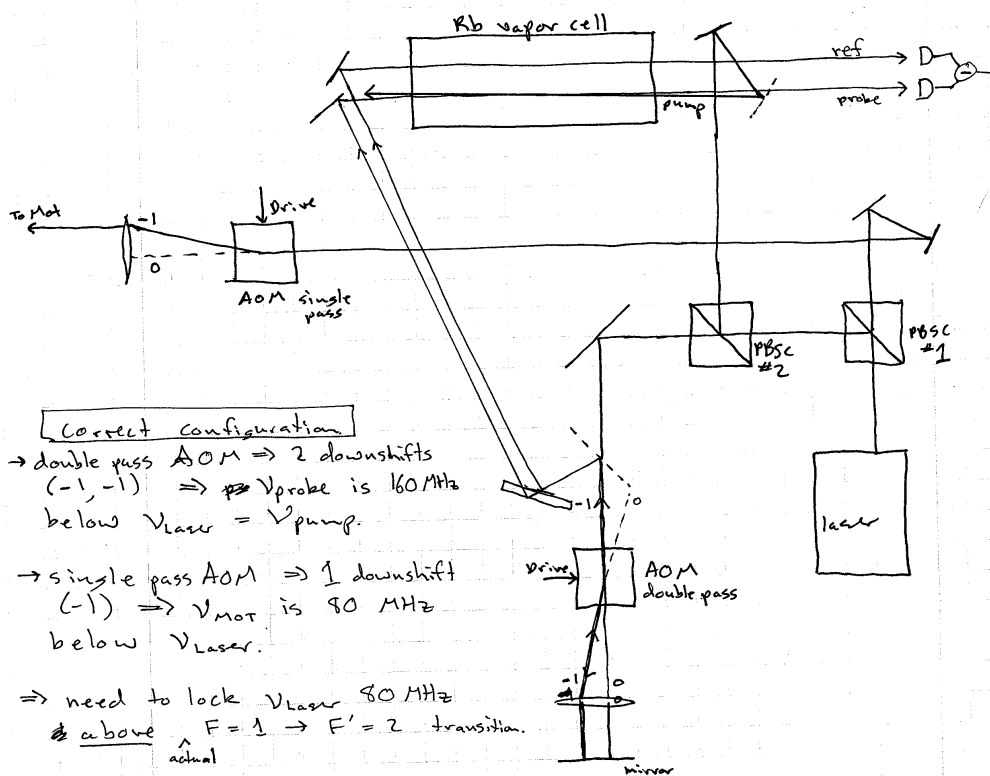 Rb vapor cell
ref
pump
probe
To Mot
-1
Drive
0
AOM single
pass
PBSC
#2
PBSC
#1
Correct configuration
→ double pass AOM ⇒ 2 downshifts
(-1,-1) ⇒ νprobe is 160 MHz
below νLaser = νpump.
→ single pass AOM ⇒ 1 downshift
(-1) ⇒ νMOT is 80 MHz
below νLaser.
⇒ need to lock νLaser 80 MHz
above F=1 → F'=2 transition.
actual
-1
0
laser
Drive
AOM
double pass
-1
0
0
mirror